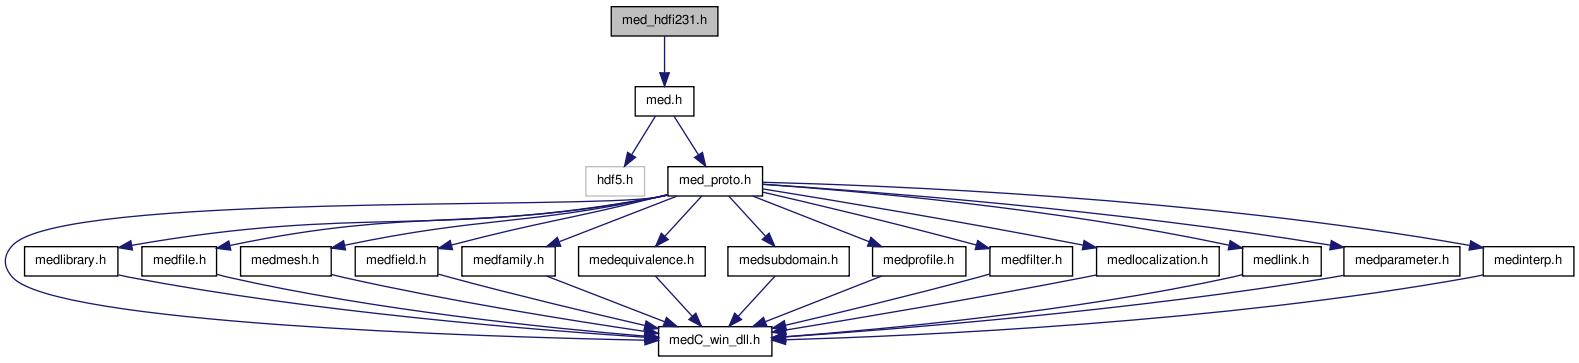 med_hdfi231.h
med.h
hdf5.h
med_proto.h
medlibrary.h
medfile.h
medmesh.h
medfield.h
medfamily.h
medequivalence.h
medsubdomain.h
medprofile.h
medfilter.h
medlocalization.h
medlink.h
medparameter.h
medinterp.h
medC_win_dll.h